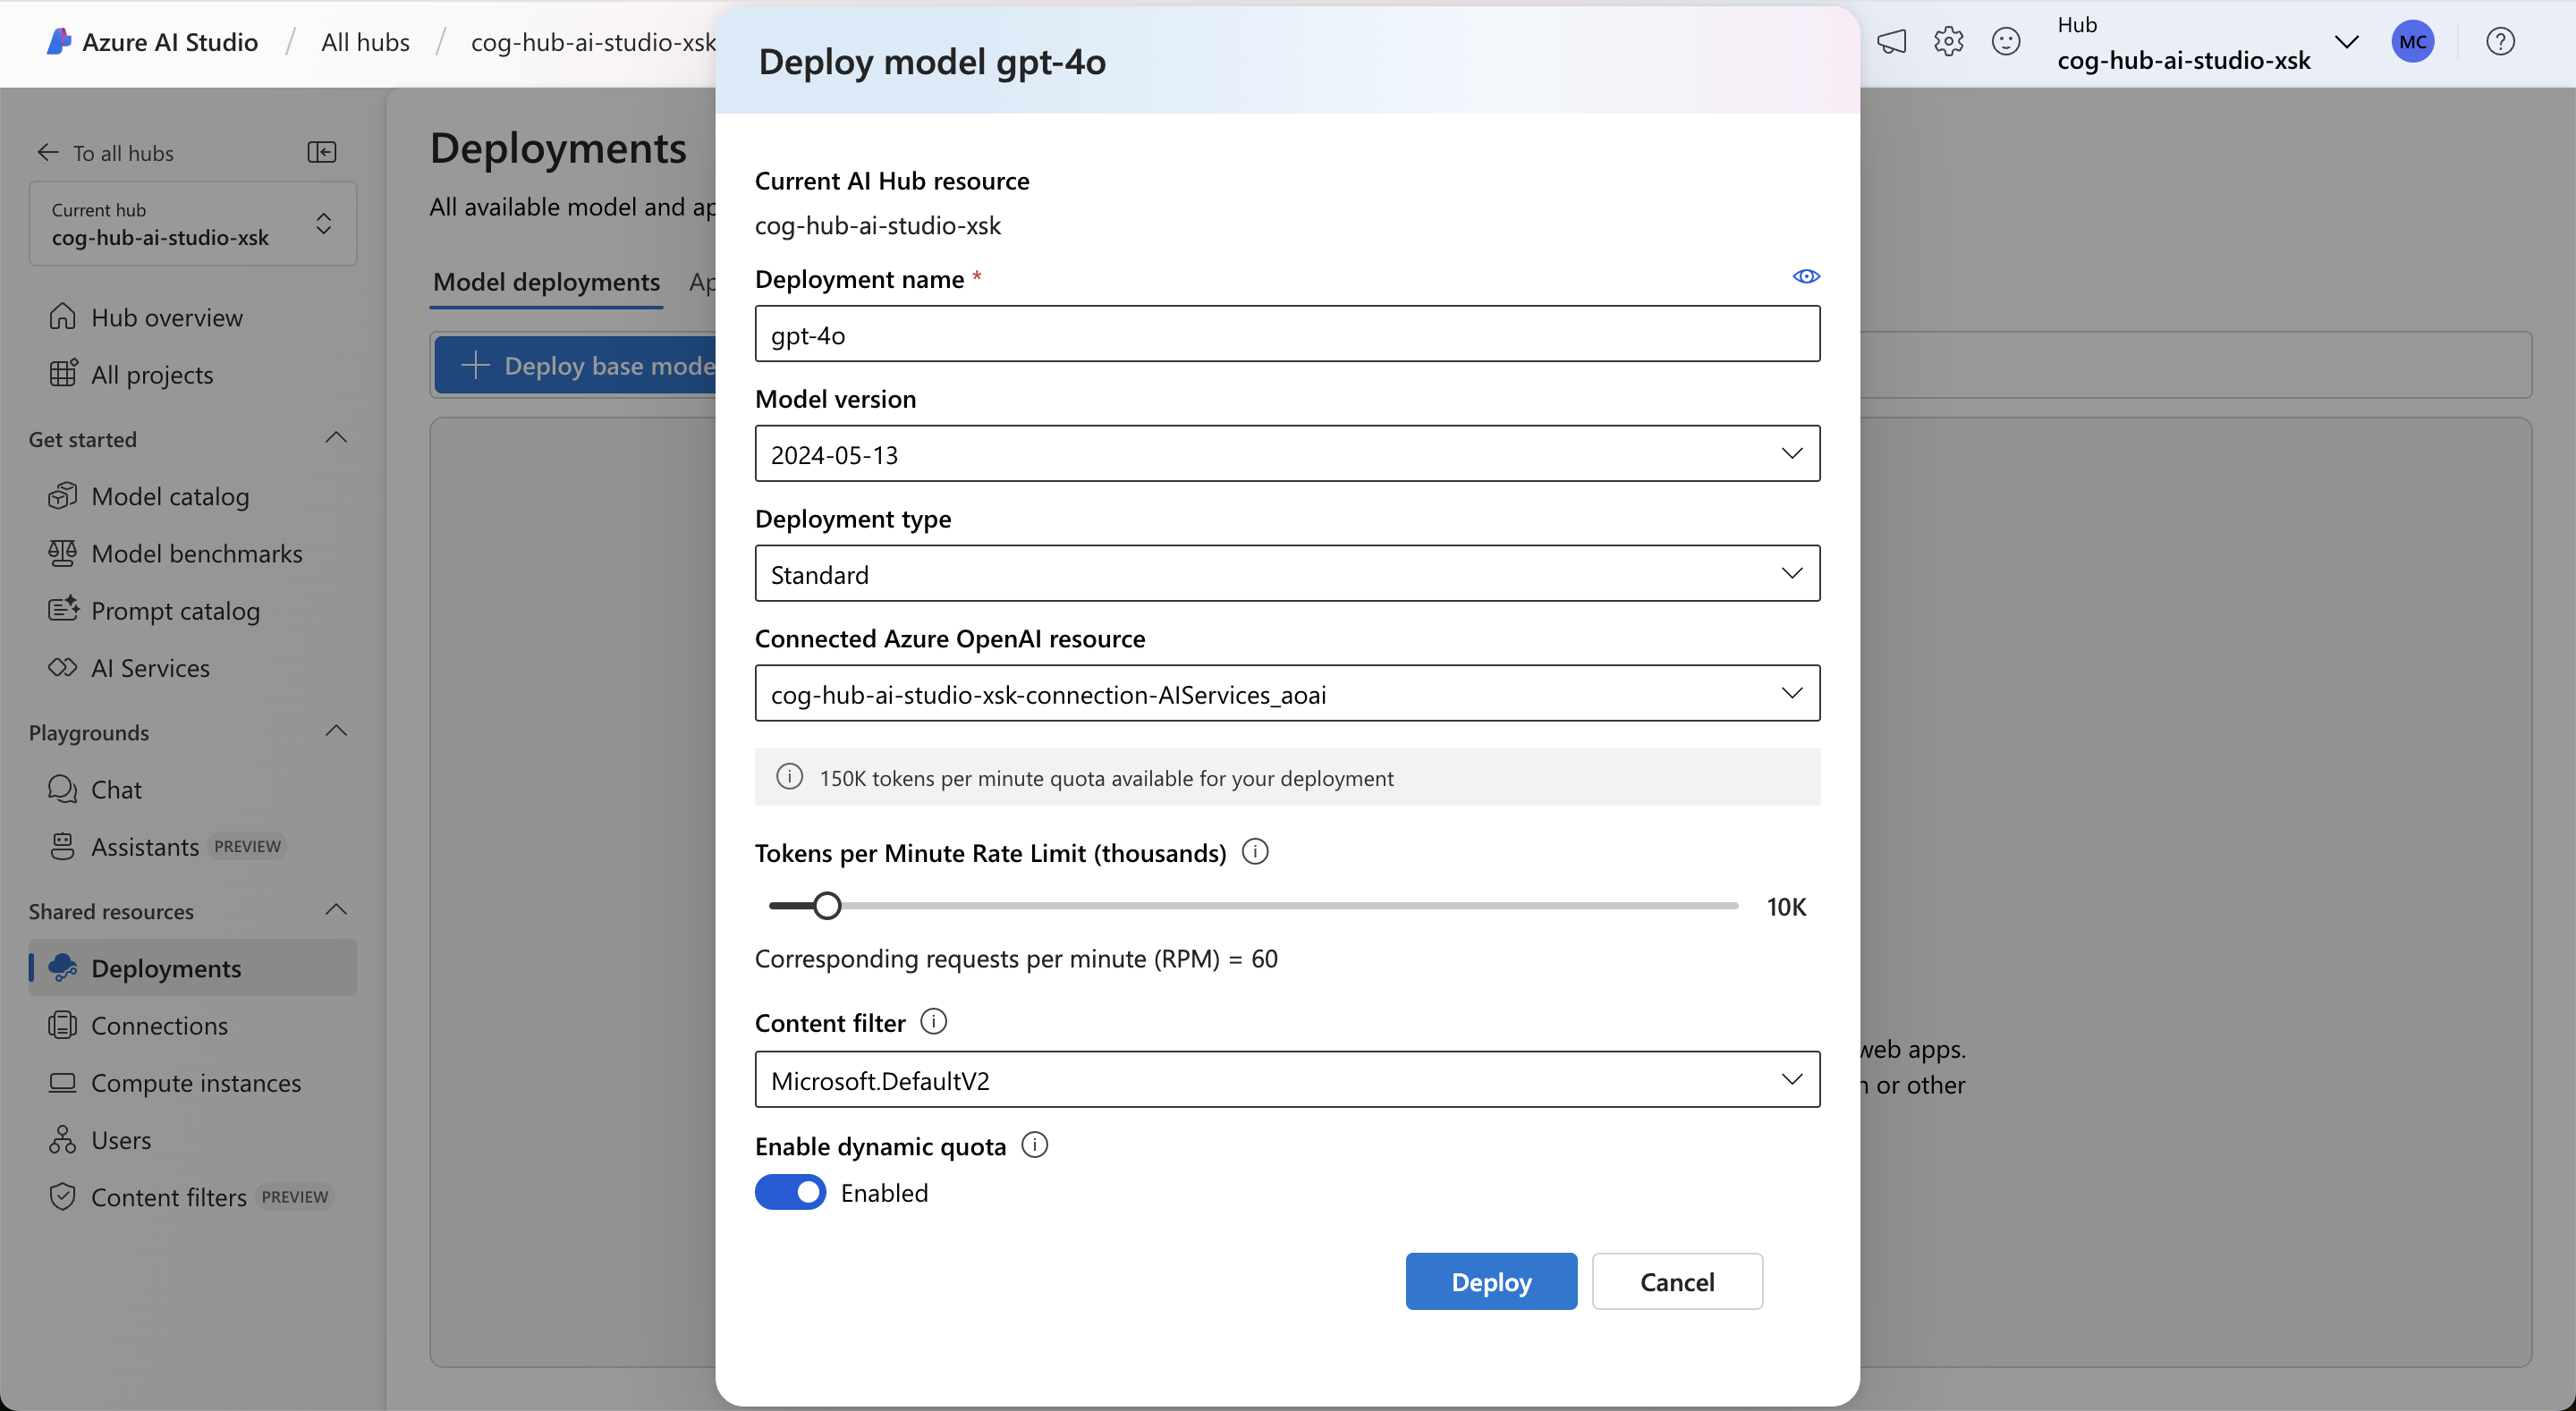 Azure AI Studio / All hubs / cog-hub-ai-studio-xsk
Hub
cog-hub-ai-studio-xsk
MC
To all hubs
Current hub
cog-hub-ai-studio-xsk
Hub overview
All projects
Get started
Model catalog
Model benchmarks
Prompt catalog
AI Services
Playgrounds
Chat
Assistants PREVIEW
Shared resources
Deployments
Connections
Compute instances
Users
Content filters PREVIEW
Deployments
All available model and ap
Model deployments Ap
Deploy base mode
web apps.
or other
Deploy model gpt-4o
Current AI Hub resource
cog-hub-ai-studio-xsk
Deployment name *
gpt-4o
Model version
2024-05-13
Deployment type
Standard
Connected Azure OpenAI resource
cog-hub-ai-studio-xsk-connection-AIServices_aoai
150K tokens per minute quota available for your deployment
Tokens per Minute Rate Limit (thousands)
10K
Corresponding requests per minute (RPM) = 60
Content filter
Microsoft.DefaultV2
Enable dynamic quota
Enabled
Deploy
Cancel